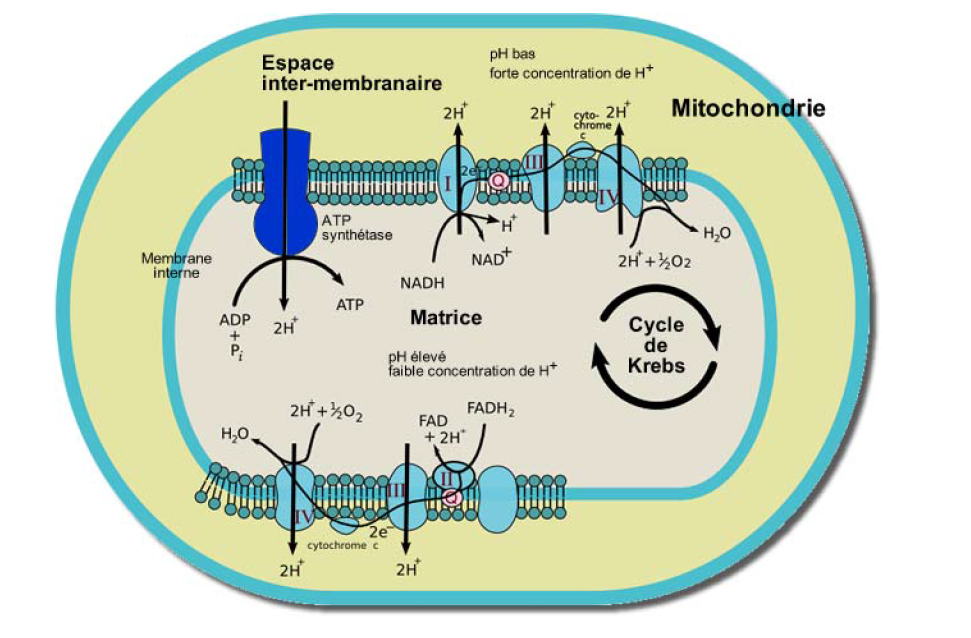 Espace
inter-membranaire
pH bas
forte concentration de H+
Mitochondrie
2H+
2H+
cyto-
chrome
c
2H+
I
2e-
Q
III
IV
ATP
synthétase
H+
NAD+
H₂O
2H+ + ½O₂
Membrane
interne
NADH
ATP
ADP
+
Pi
2H+
Matrice
Cycle
de
Krebs
pH élevé
faible concentration de H+
2H+ + ½O₂
H₂O
FAD
+ 2H+
FADH₂
IV
III
II
Q
2e-
cytochrome c
2H+
2H+